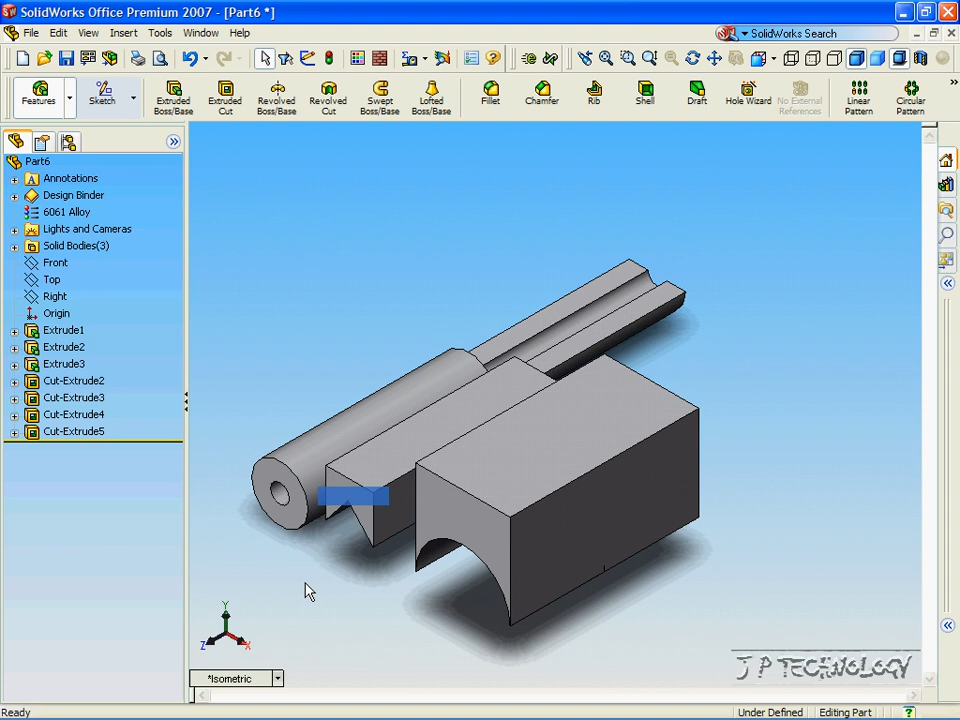 SolidWorks Office Premium 2007 - [Part6 *]
File Edit View Insert Tools Window Help
SolidWorks Search
Features
Sketch
Extruded Boss/Base
Extruded Cut
Revolved Boss/Base
Revolved Cut
Swept Boss/Base
Lofted Boss/Base
Fillet
Chamfer
Rib
Shell
Draft
Hole Wizard
No External References
Linear Pattern
Circular Pattern
Part6
Annotations
Design Binder
6061 Alloy
Lights and Cameras
Solid Bodies(3)
Front
Top
Right
Origin
Extrude1
Extrude2
Extrude3
Cut-Extrude2
Cut-Extrude3
Cut-Extrude4
Cut-Extrude5
Y
Z
X
*Isometric
J P TECHNOLOGY
Ready
Under Defined
Editing Part